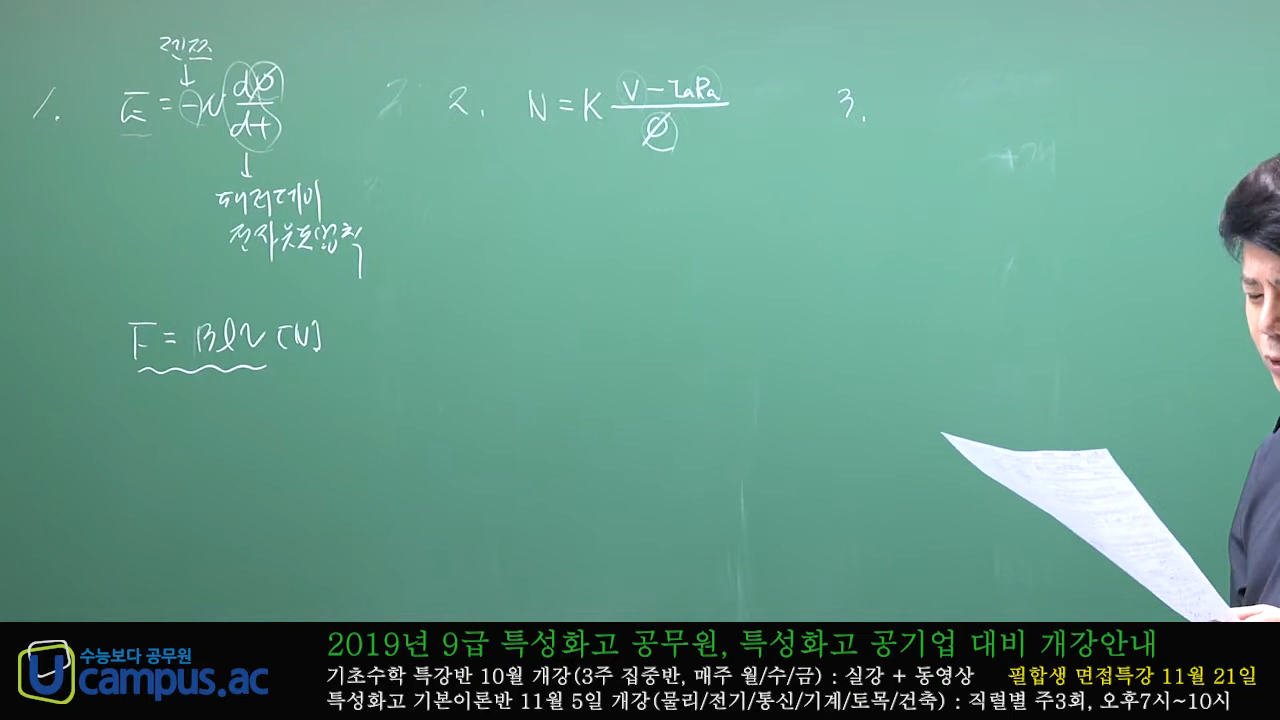 렌쯔
1. E = -N dφ/dt
패러데이
전자유도법칙
F = Blv [N]
2. N = K (V - IaRa)/φ
3.
2019년 9급 특성화고 공무원, 특성화고 공기업 대비 개강안내
수능보다 공무원
Ucampus.ac
기초수학 특강반 10월 개강(3주 집중반, 매주 월/수/금) : 실강 + 동영상 필합생 면접특강 11월 21일
특성화고 기본이론반 11월 5일 개강(물리/전기/통신/기계/토목/건축) : 직렬별 주3회, 오후7시~10시